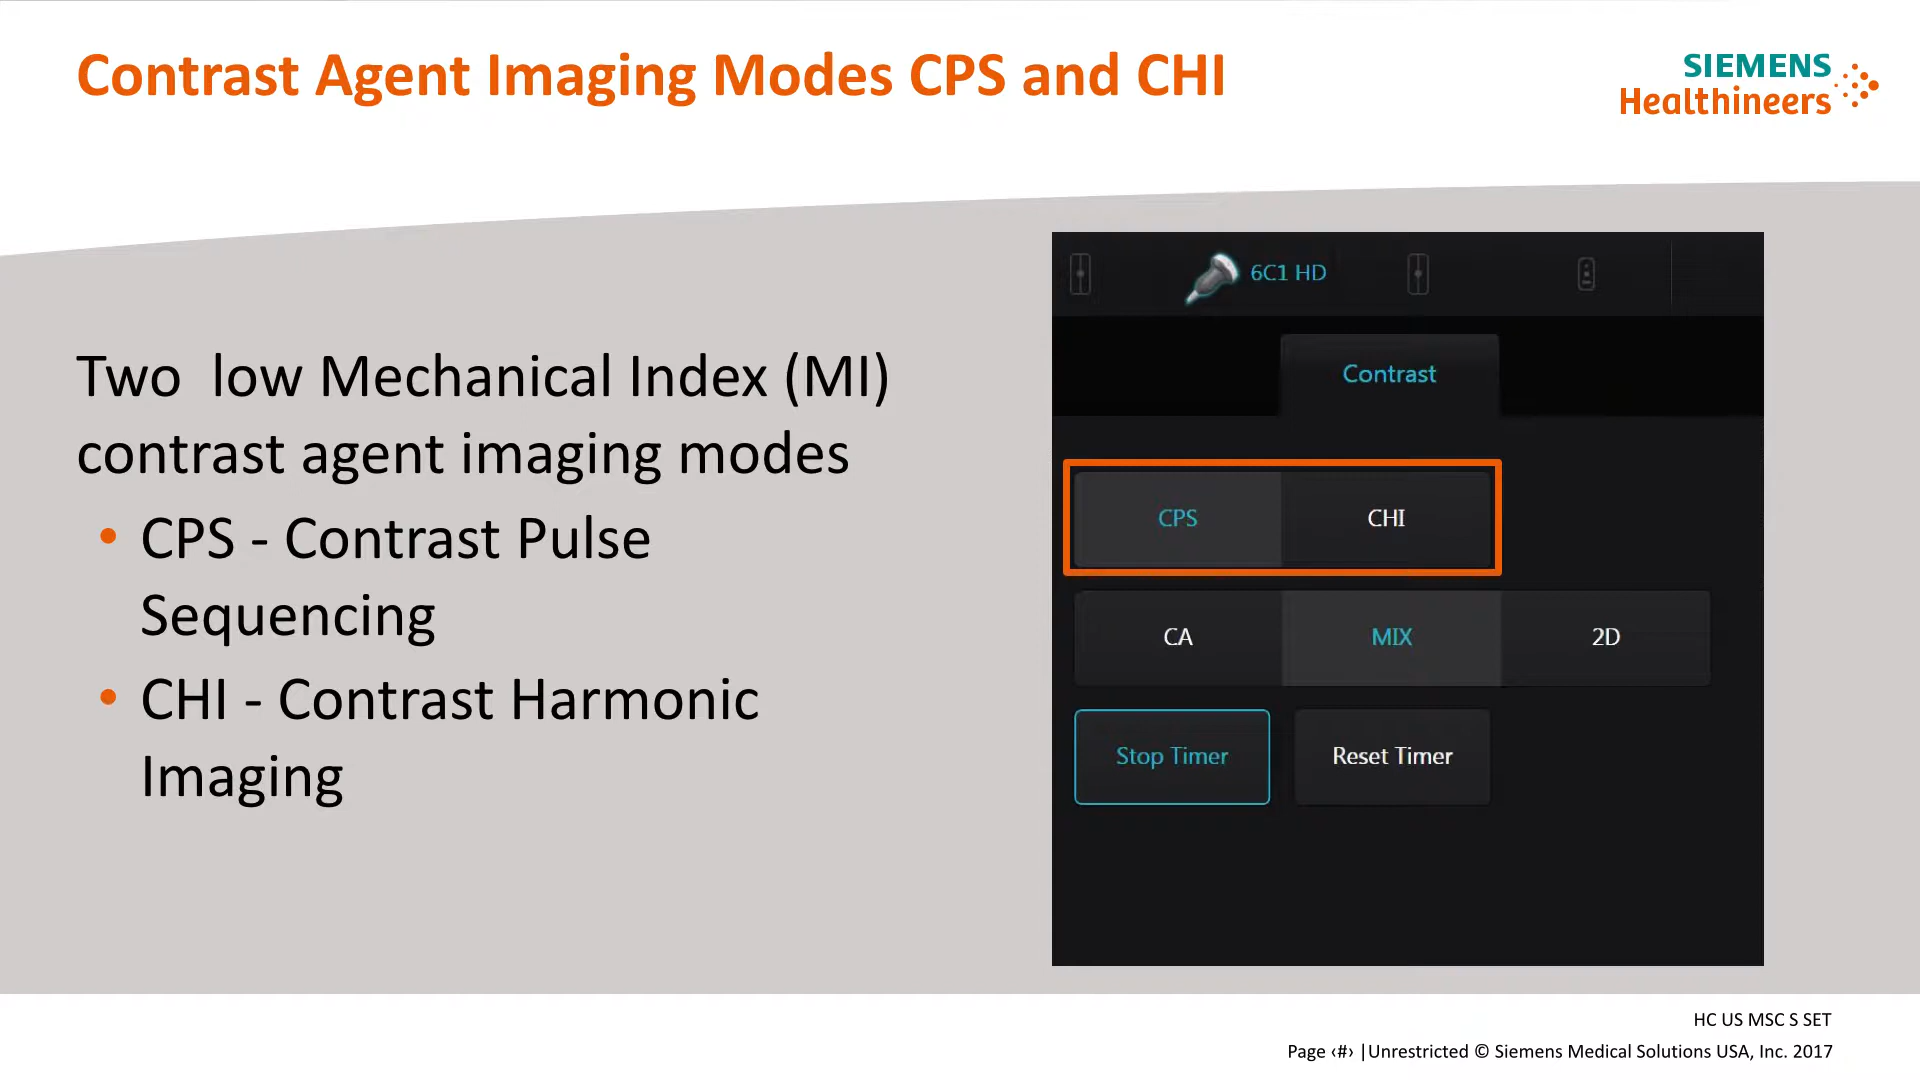 Contrast Agent Imaging Modes CPS and CHI
SIEMENS
Healthineers
Two low Mechanical Index (MI)
contrast agent imaging modes
• CPS - Contrast Pulse
Sequencing
• CHI - Contrast Harmonic
Imaging
6C1 HD
Contrast
CPS CHI
CA MIX 2D
Stop Timer Reset Timer
HC US MSC S SET
Page ‹#› |Unrestricted © Siemens Medical Solutions USA, Inc. 2017